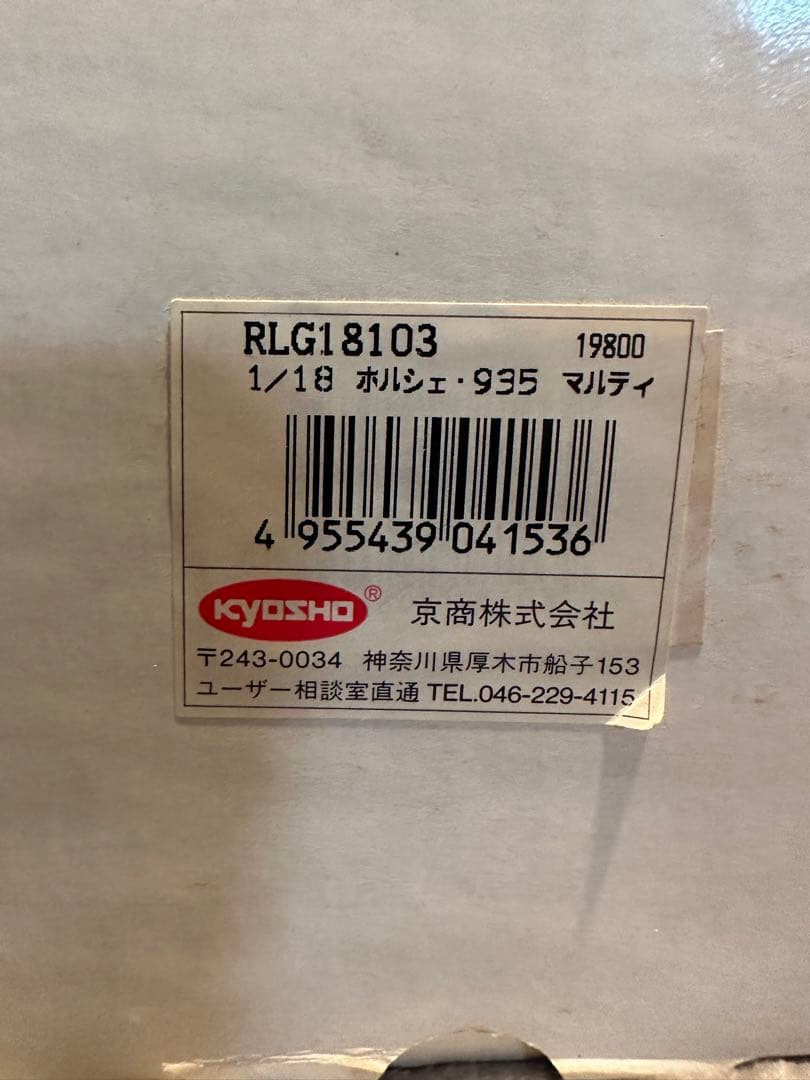 RLG18103 19800
1/18 ポルシェ・935 マルティ
4 955439 041536
KYOSHO® 京商株式会社
〒243-0034 神奈川県厚木市船子153
ユーザー相談室直通 TEL.046-229-4115